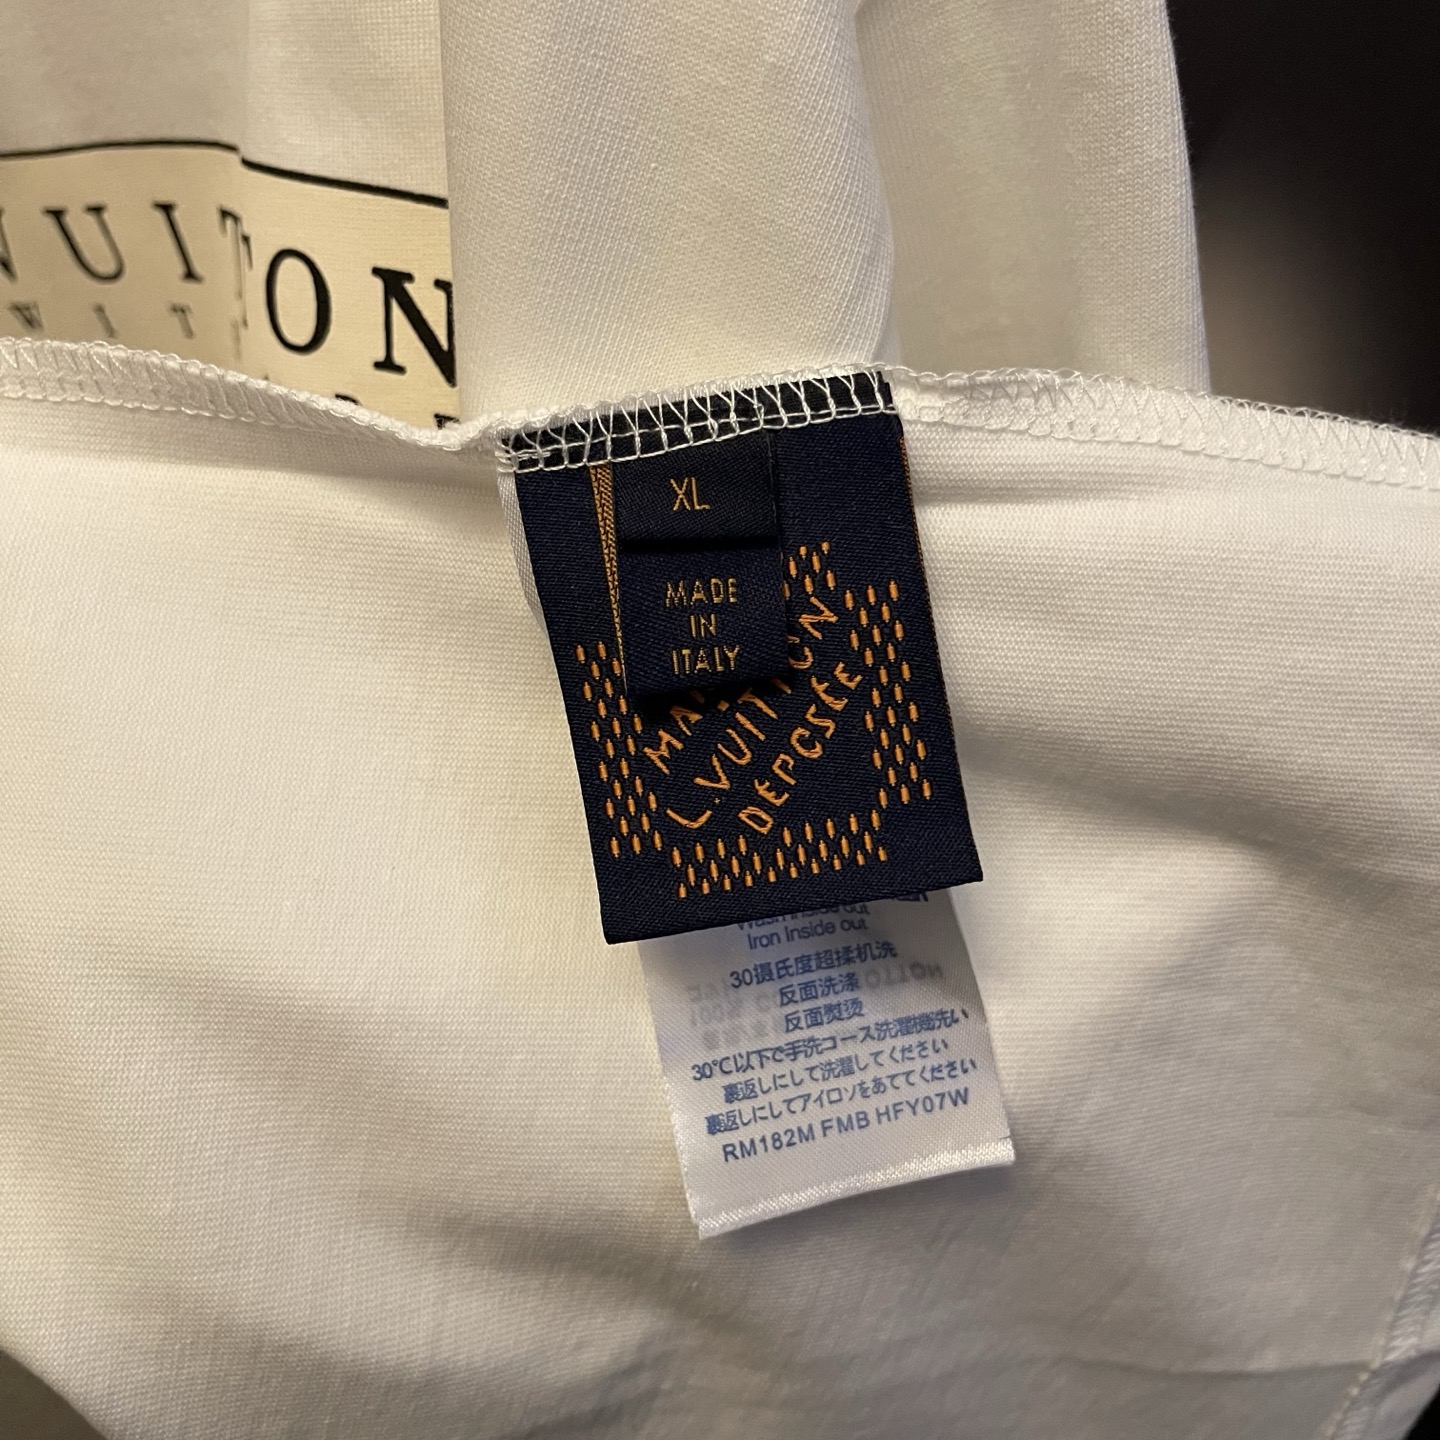 NUITON
WIT
XL
MADE
IN
ITALY
L.VUITTON
DEPOSÉE
Wash inside out
Iron Inside out
30摄氏度超揉机洗
反面洗涤
反面熨烫
30℃以下で手洗コース洗濯機洗い
裏返しにして洗濯してください
裏返しにしてアイロンをあててください
RM182M FMB HFY07W